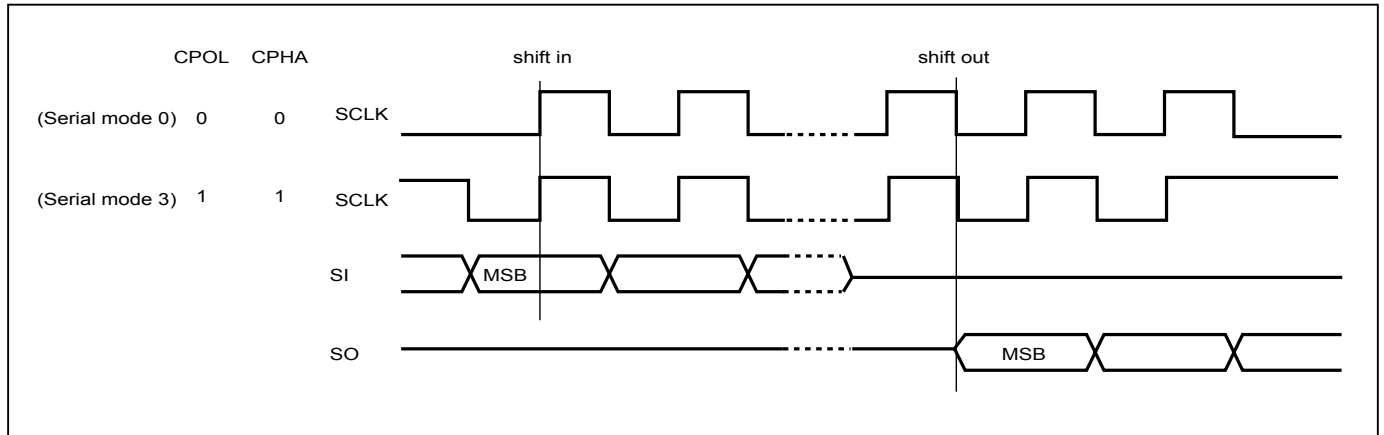 CPOL CPHA shift in shift out
(Serial mode 0) 0 0 SCLK
(Serial mode 3) 1 1 SCLK
SI MSB
SO MSB